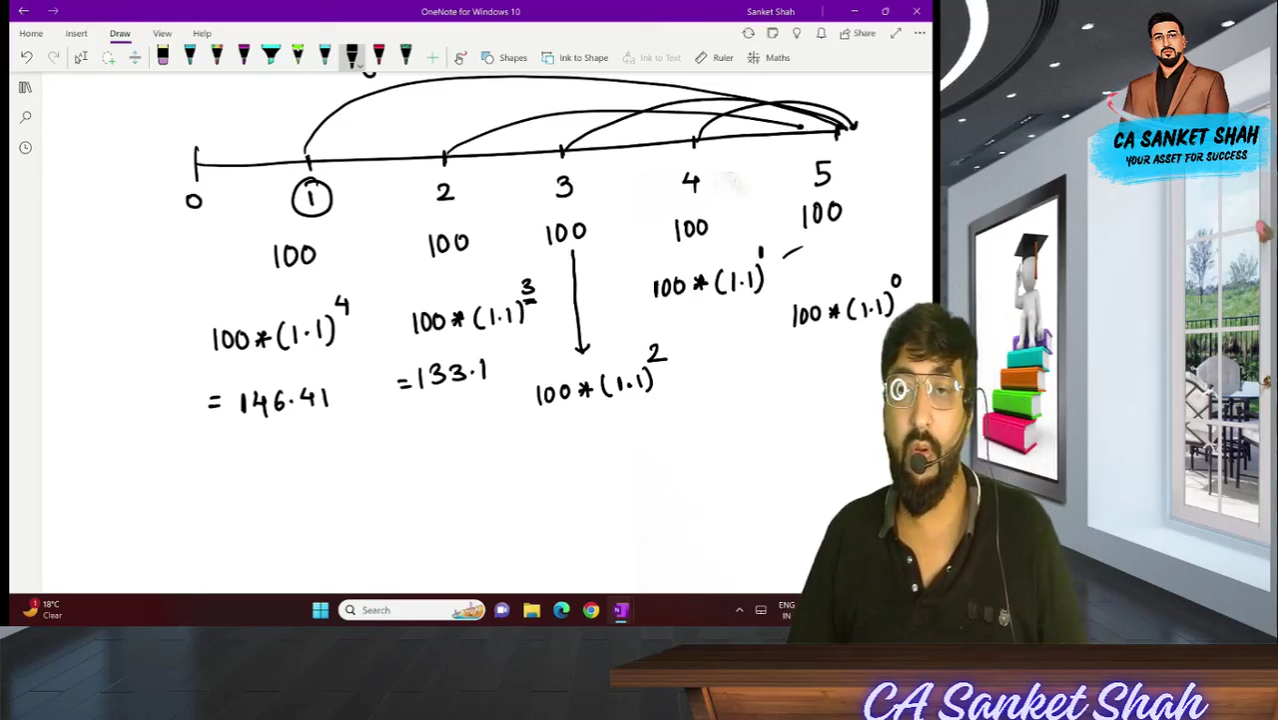 OneNote for Windows 10
Sanket Shah
Home Insert Draw View Help
Share
Shapes Ink to Shape Ink to Text Ruler Maths
0 1 2 3 4 5
100 100 100 100 100
100*(1.1)^4 100*(1.1)^3 100*(1.1)^1 100*(1.1)^0
= 146.41 =133.1 100*(1.1)^2
CA SANKET SHAH
YOUR ASSET FOR SUCCESS
1
18°C
Clear
Search
ENG
IN
CA Sanket Shah